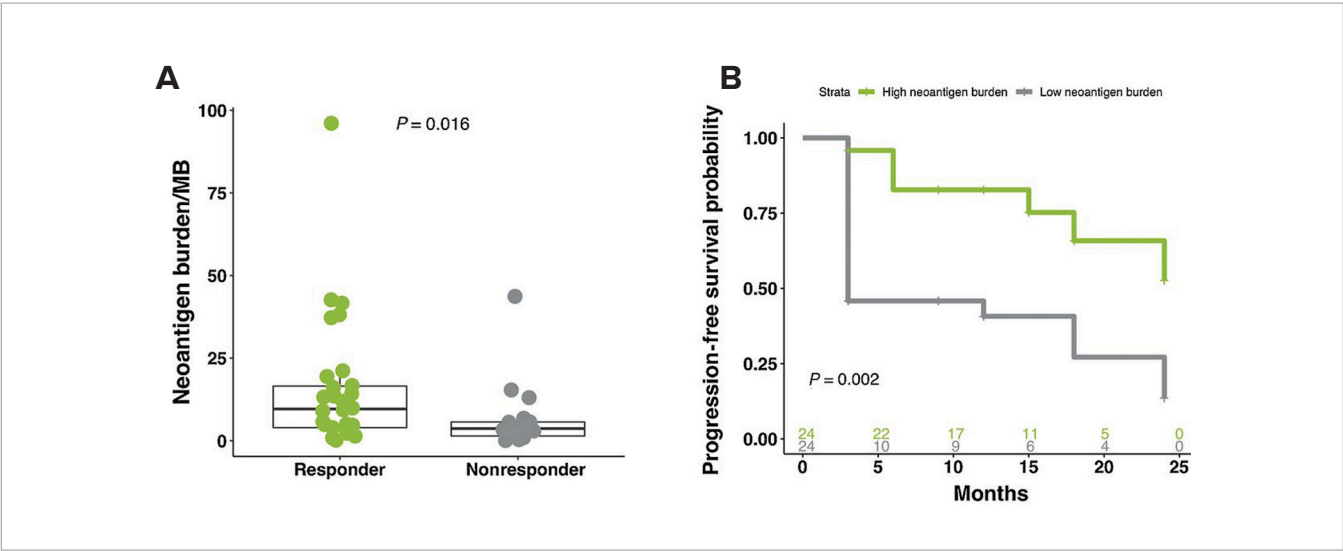 A
Neoantigen burden/MB
100
75
50
25
0
P = 0.016
Responder Nonresponder
B
Strata High neoantigen burden Low neoantigen burden
Progression-free survival probability
1.00
0.75
0.50
0.25
0.00
P = 0.002
24 22 17 11 5 0
24 10 9 6 4 0
0 5 10 15 20 25
Months